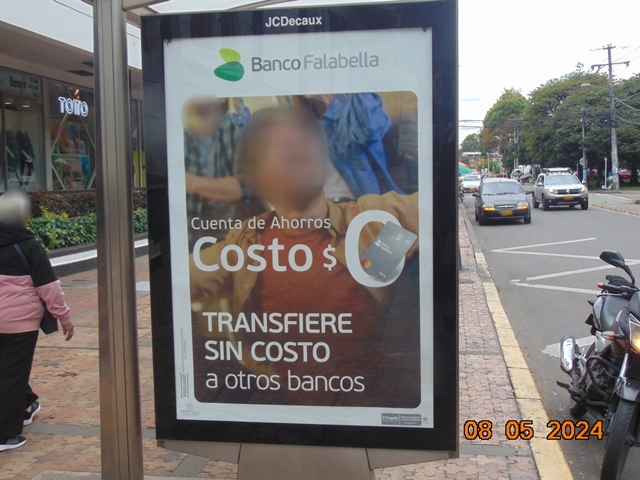 JCDecaux
Banco Falabella
TOTTO
Cuenta de Ahorros
Costo $0
TRANSFIERE
SIN COSTO
a otros bancos
08 05 2024